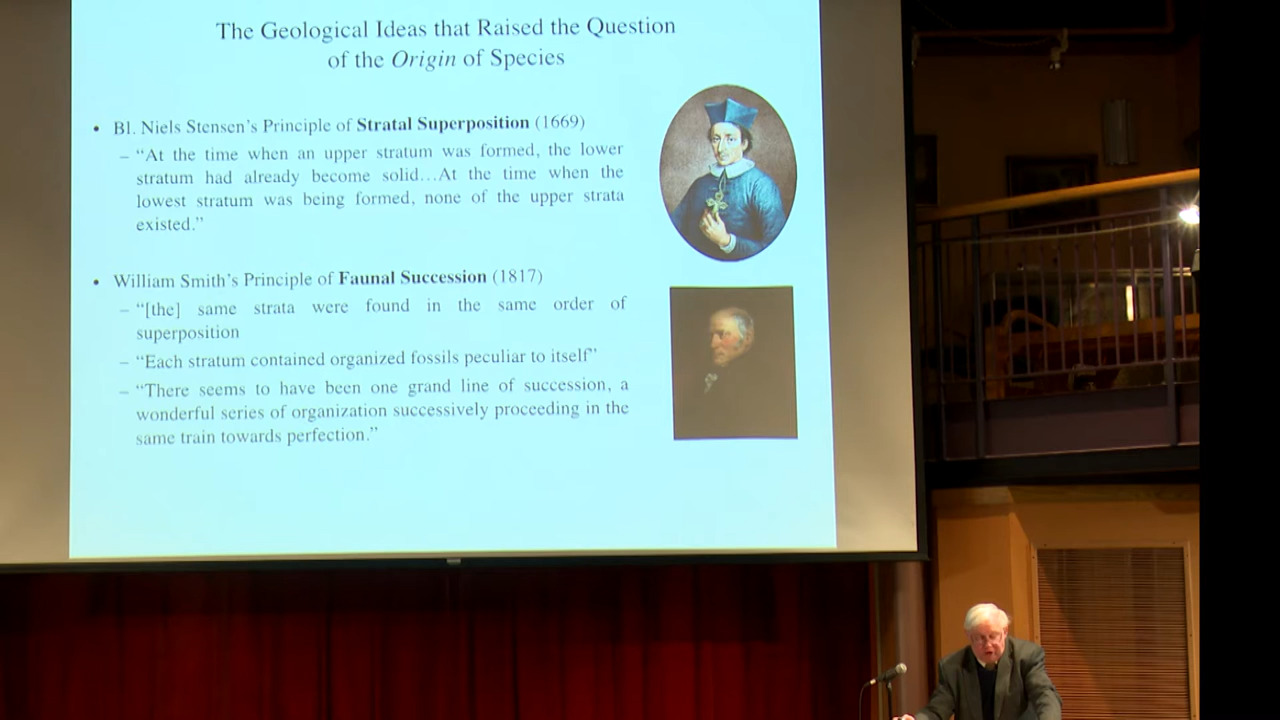 The Geological Ideas that Raised the Question
of the Origin of Species
• Bl. Niels Stensen's Principle of Stratal Superposition (1669)
– “At the time when an upper stratum was formed, the lower
stratum had already become solid…At the time when the
lowest stratum was being formed, none of the upper strata
existed.”
• William Smith's Principle of Faunal Succession (1817)
– “[the] same strata were found in the same order of
superposition
– “Each stratum contained organized fossils peculiar to itself”
– “There seems to have been one grand line of succession, a
wonderful series of organization successively proceeding in the
same train towards perfection.”